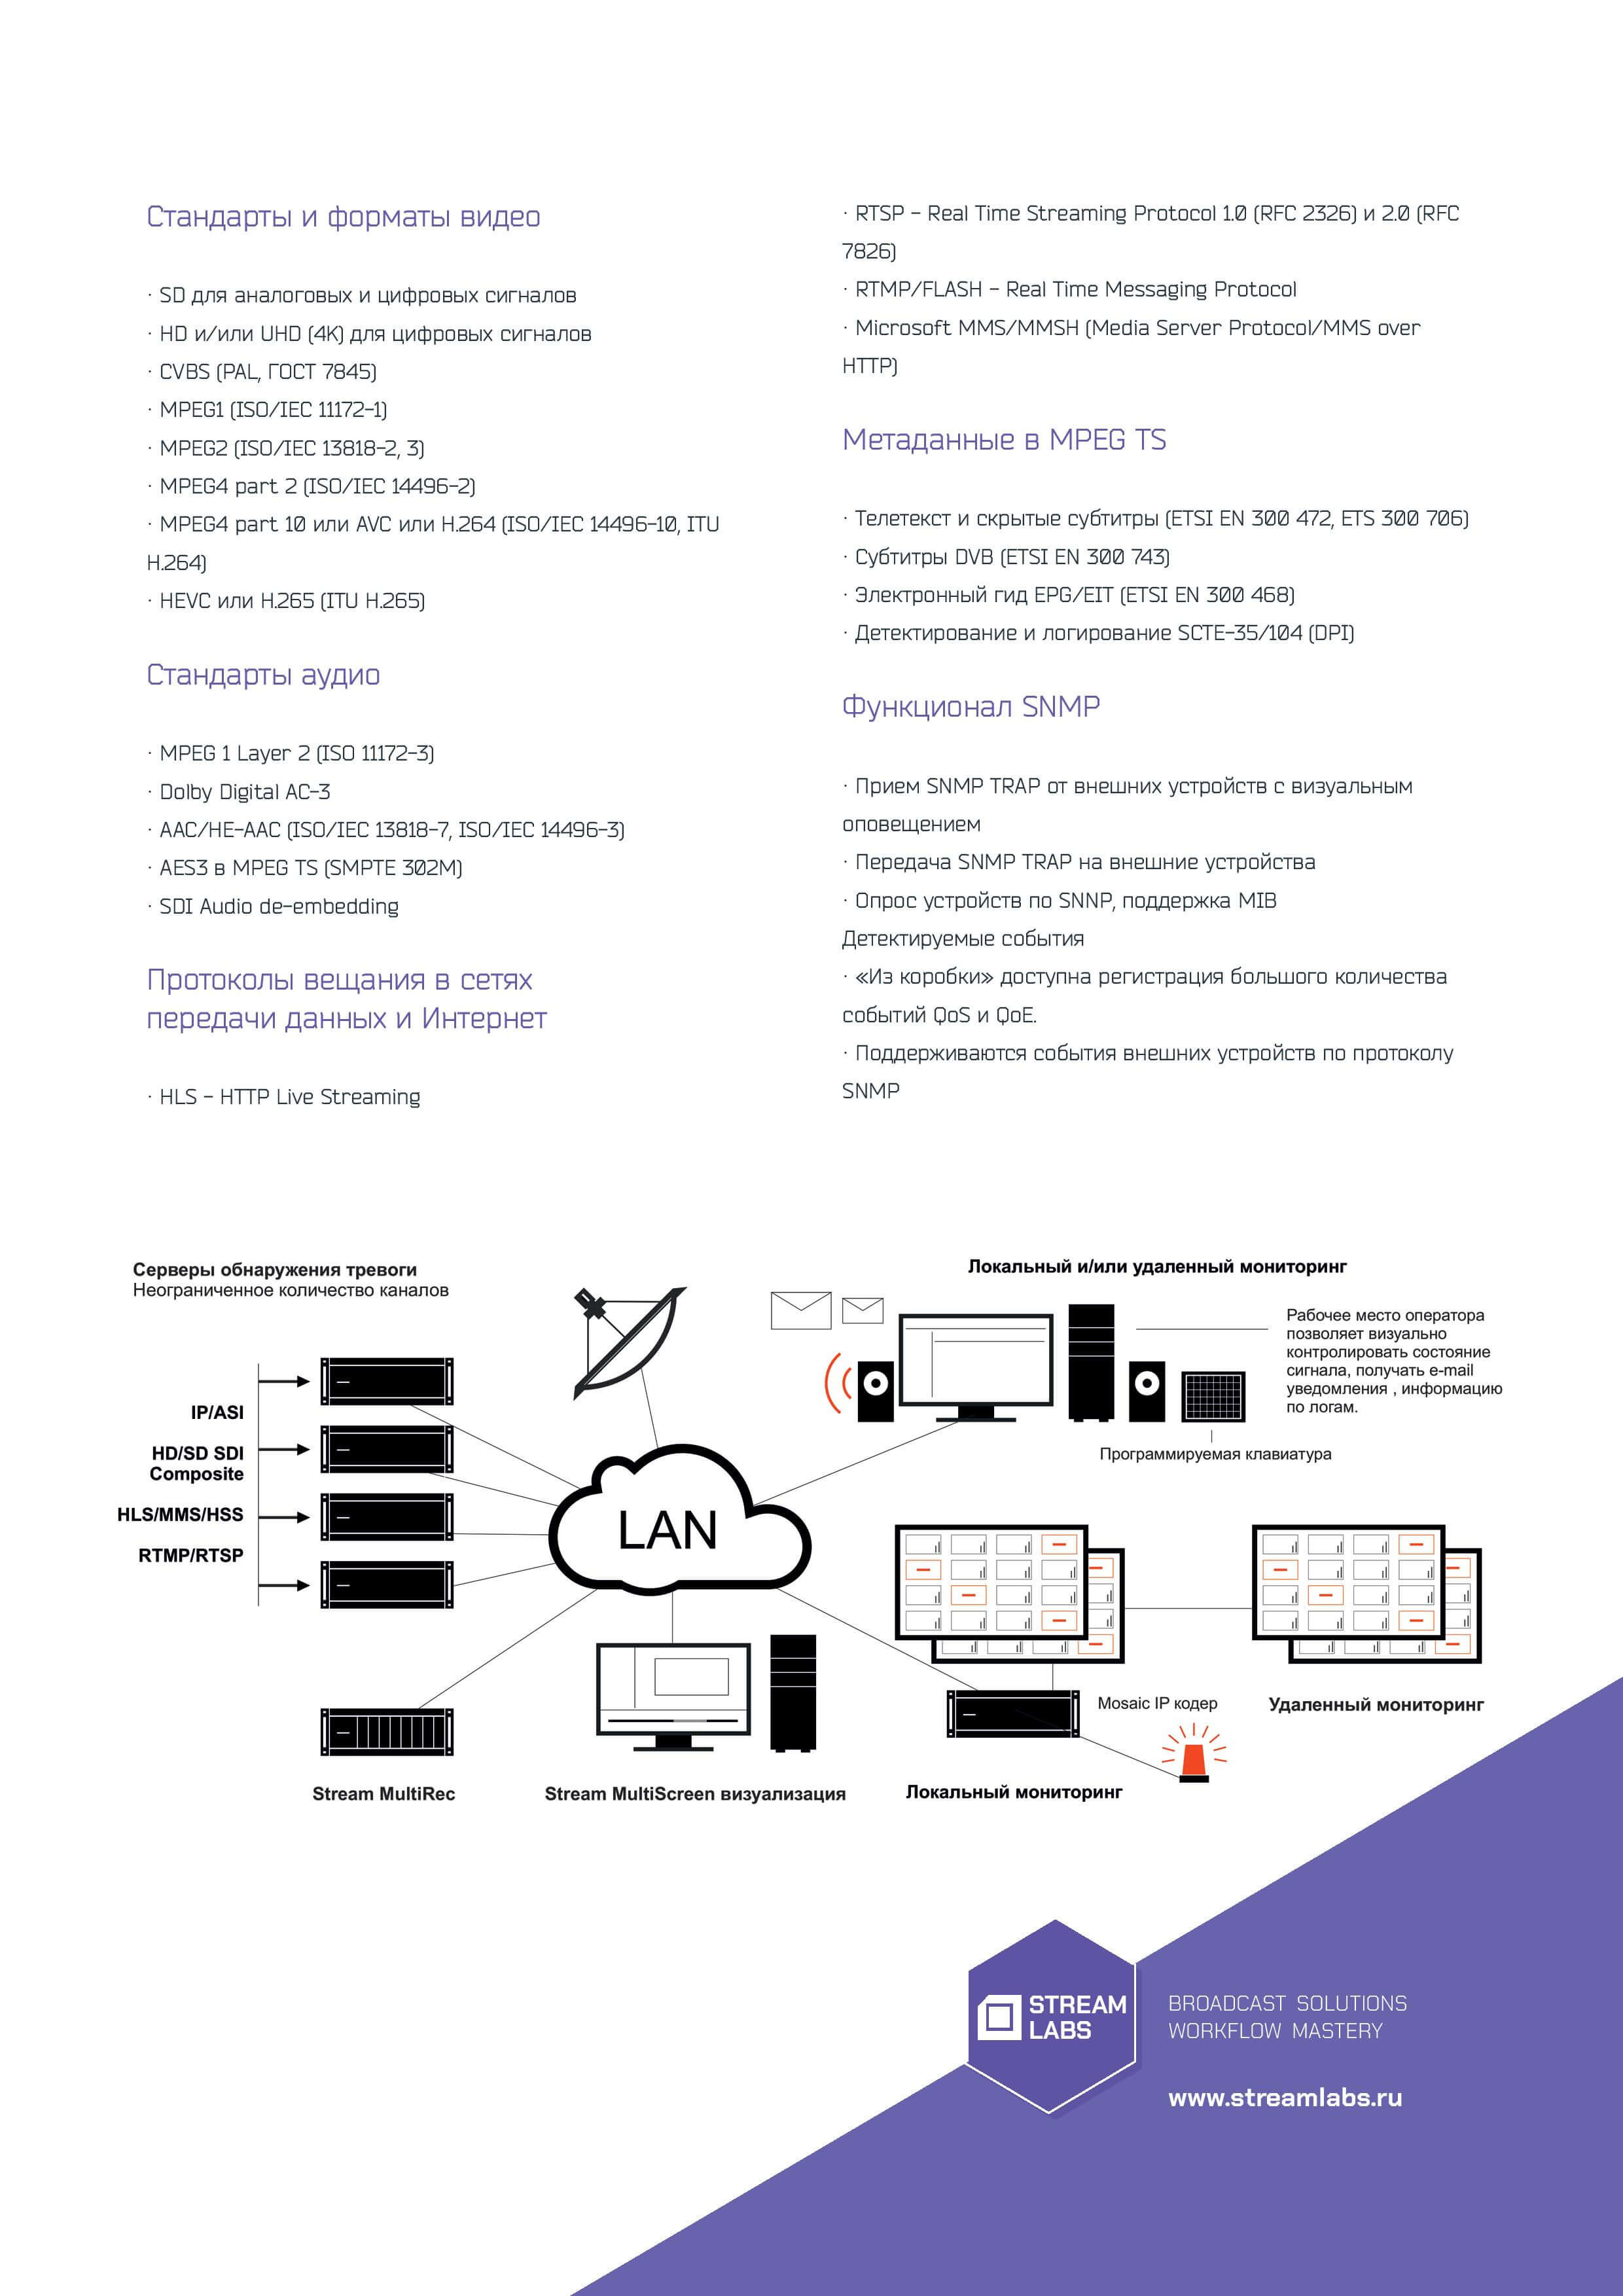 Стандарты и форматы видео
· SD для аналоговых и цифровых сигналов
· HD и/или UHD (4K) для цифровых сигналов
· CVBS (PAL, ГОСТ 7845)
· MPEG1 (ISO/IEC 11172-1)
· MPEG2 (ISO/IEC 13818-2, 3)
· MPEG4 part 2 (ISO/IEC 14496-2)
· MPEG4 part 10 или AVC или H.264 (ISO/IEC 14496-10, ITU
H.264)
· HEVC или H.265 (ITU H.265)
Стандарты аудио
· MPEG 1 Layer 2 (ISO 11172-3)
· Dolby Digital AC-3
· AAC/HE-AAC (ISO/IEC 13818-7, ISO/IEC 14496-3)
· AES3 в MPEG TS (SMPTE 302M)
· SDI Audio de-embedding
Протоколы вещания в сетях
передачи данных и Интернет
· HLS - HTTP Live Streaming
· RTSP - Real Time Streaming Protocol 1.0 (RFC 2326) и 2.0 (RFC
7826)
· RTMP/FLASH - Real Time Messaging Protocol
· Microsoft MMS/MMSH (Media Server Protocol/MMS over
HTTP)
Метаданные в MPEG TS
· Телетекст и скрытые субтитры (ETSI EN 300 472, ETS 300 706)
· Субтитры DVB (ETSI EN 300 743)
· Электронный гид EPG/EIT (ETSI EN 300 468)
· Детектирование и логирование SCTE-35/104 (DPI)
Функционал SNMP
· Прием SNMP TRAP от внешних устройств с визуальным
оповещением
· Передача SNMP TRAP на внешние устройства
· Опрос устройств по SNNP, поддержка MIB
Детектируемые события
· «Из коробки» доступна регистрация большого количества
событий QoS и QoE.
· Поддерживаются события внешних устройств по протоколу
SNMP
Серверы обнаружения тревоги
Неограниченное количество каналов
IP/ASI
HD/SD SDI
Composite
HLS/MMS/HSS
RTMP/RTSP
LAN
Локальный и/или удаленный мониторинг
Рабочее место оператора
позволяет визуально
контролировать состояние
сигнала, получать e-mail
уведомления , информацию
по логам.
Программируемая клавиатура
Mosaic IP кодер
Удаленный мониторинг
Stream MultiRec
Stream MultiScreen визуализация
Локальный мониторинг
STREAM
LABS
BROADCAST SOLUTIONS
WORKFLOW MASTERY
www.streamlabs.ru